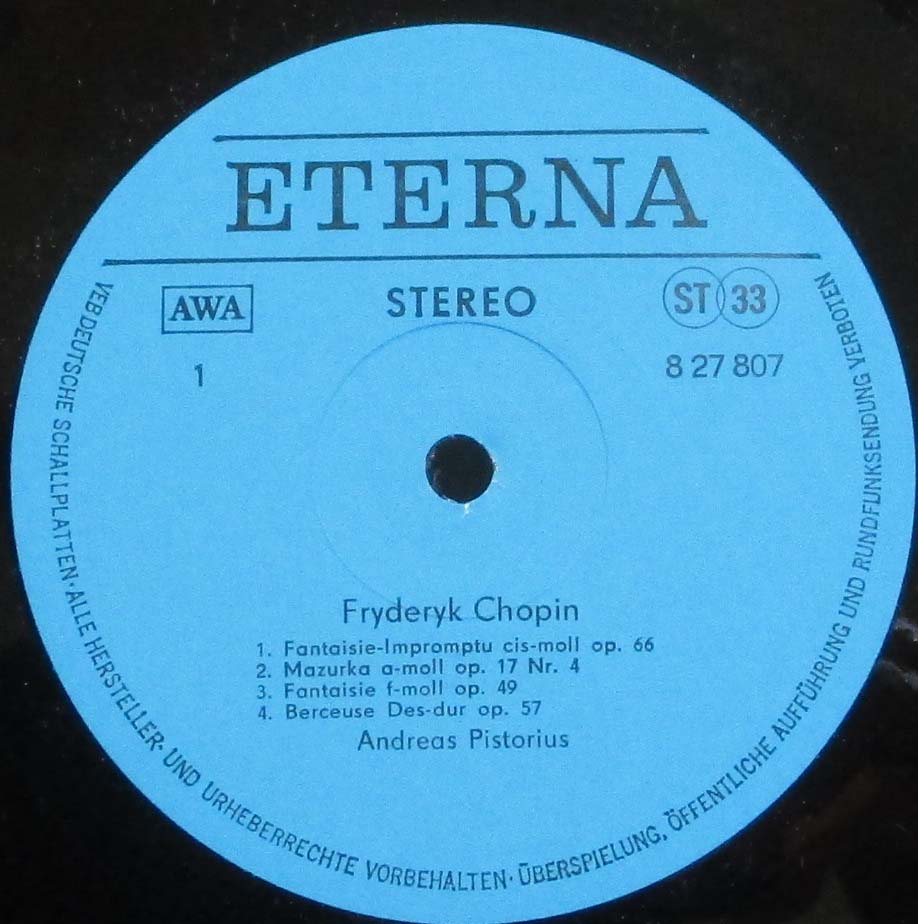 ETERNA
AWA
STEREO
ST 33
1
8 27 807
Fryderyk Chopin
1. Fantaisie-Impromptu cis-moll op. 66
2. Mazurka a-moll op. 17 Nr. 4
3. Fantaisie f-moll op. 49
4. Berceuse Des-dur op. 57
Andreas Pistorius
VEB DEUTSCHE SCHALLPLATTEN · ALLE HERSTELLER- UND URHEBERRECHTE VORBEHALTEN · ÜBERSPIELUNG, ÖFFENTLICHE AUFFÜHRUNG UND RUNDFUNKSENDUNG VERBOTEN